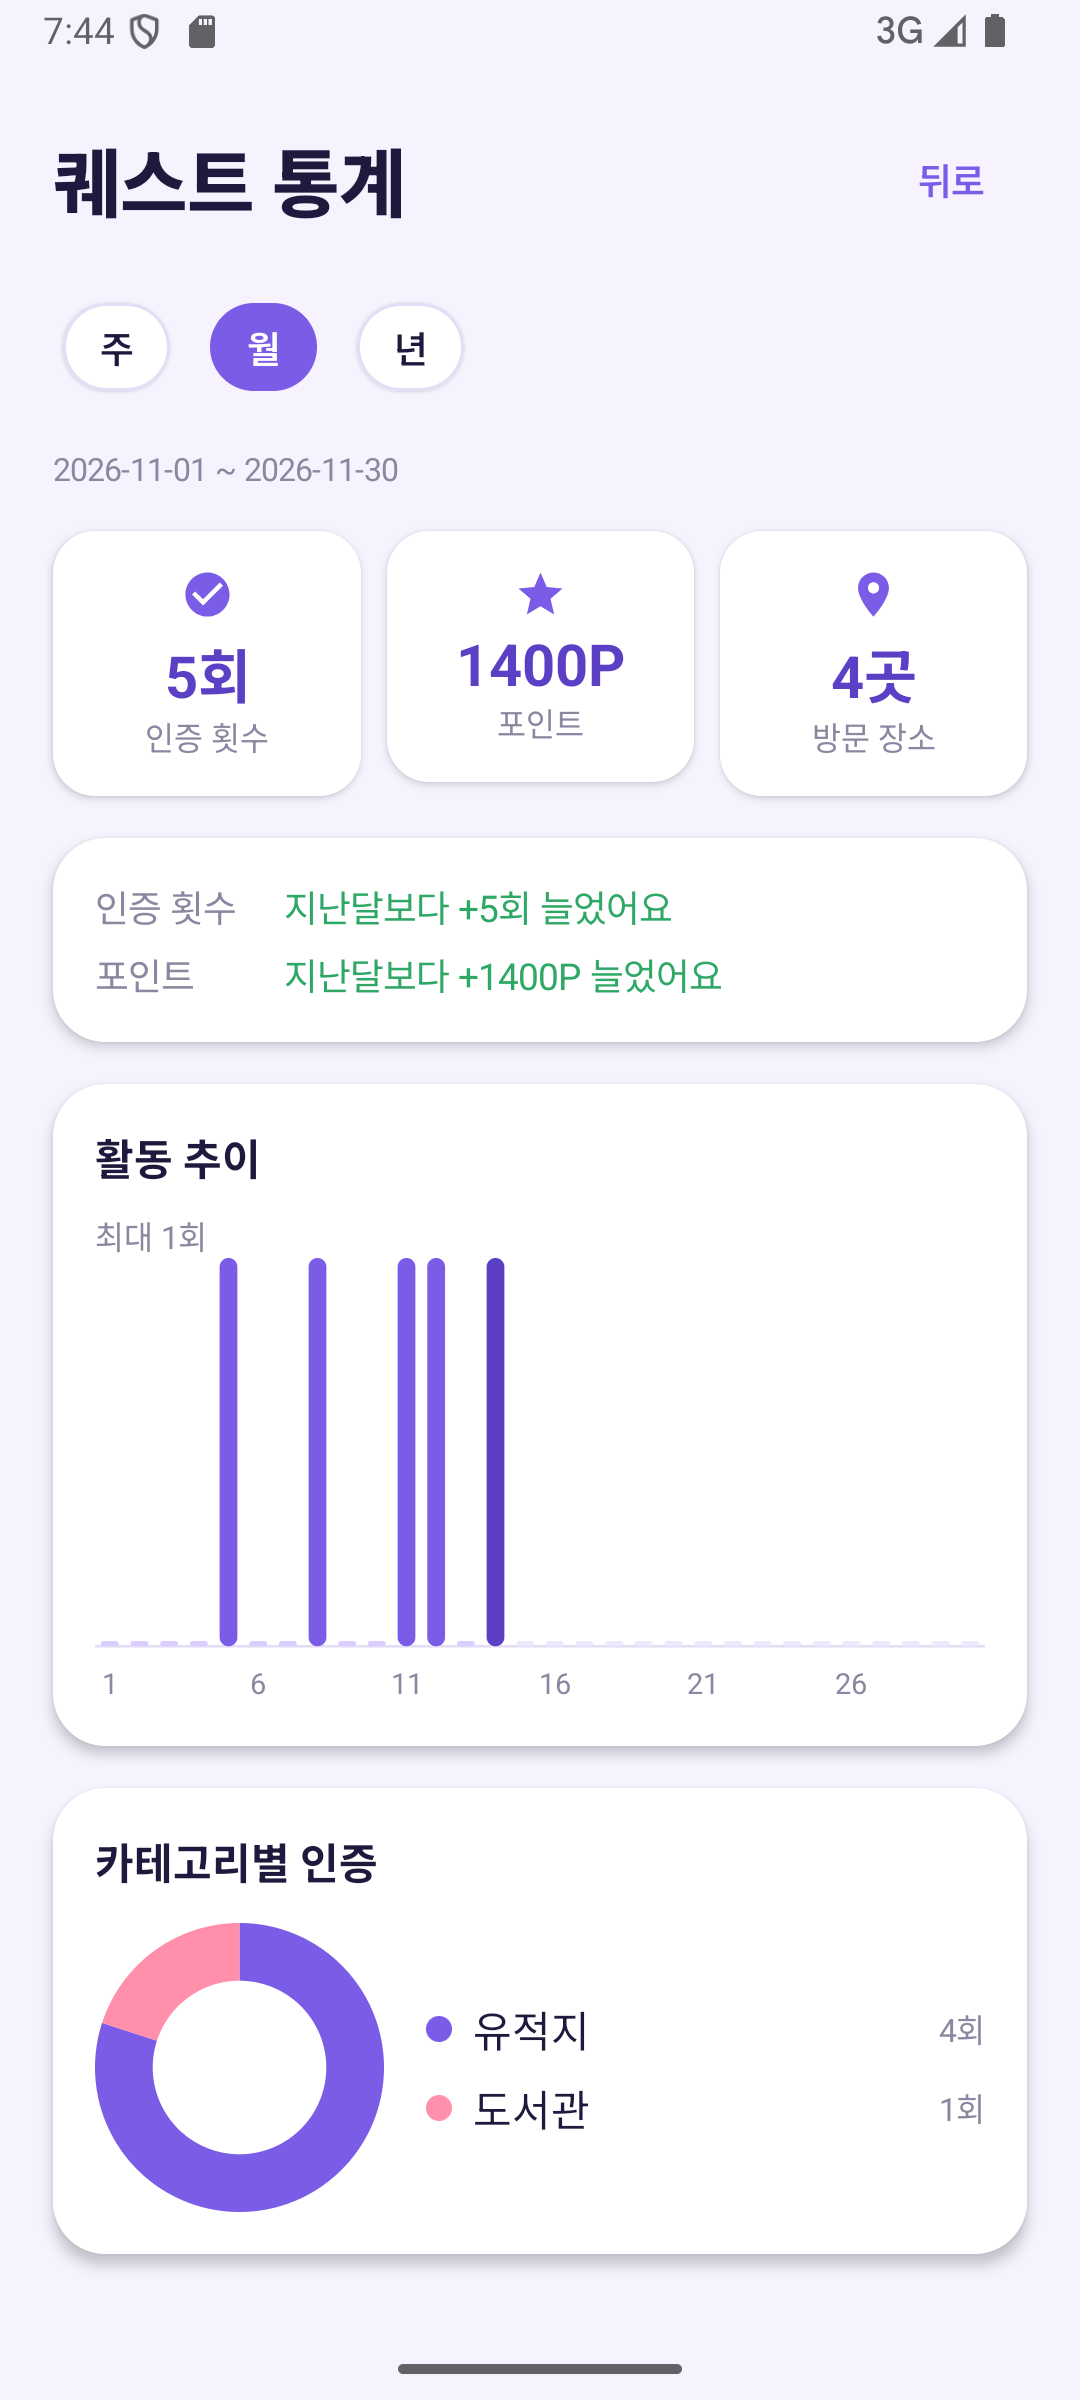 7:44 3G
퀘스트 통계 뒤로
주 월 년
2026-11-01 ~ 2026-11-30
5회 1400P 4곳
인증 횟수 포인트 방문 장소
인증 횟수 지난달보다 +5회 늘었어요
포인트 지난달보다 +1400P 늘었어요
활동 추이
최대 1회
1 6 11 16 21 26
카테고리별 인증
유적지 4회
도서관 1회